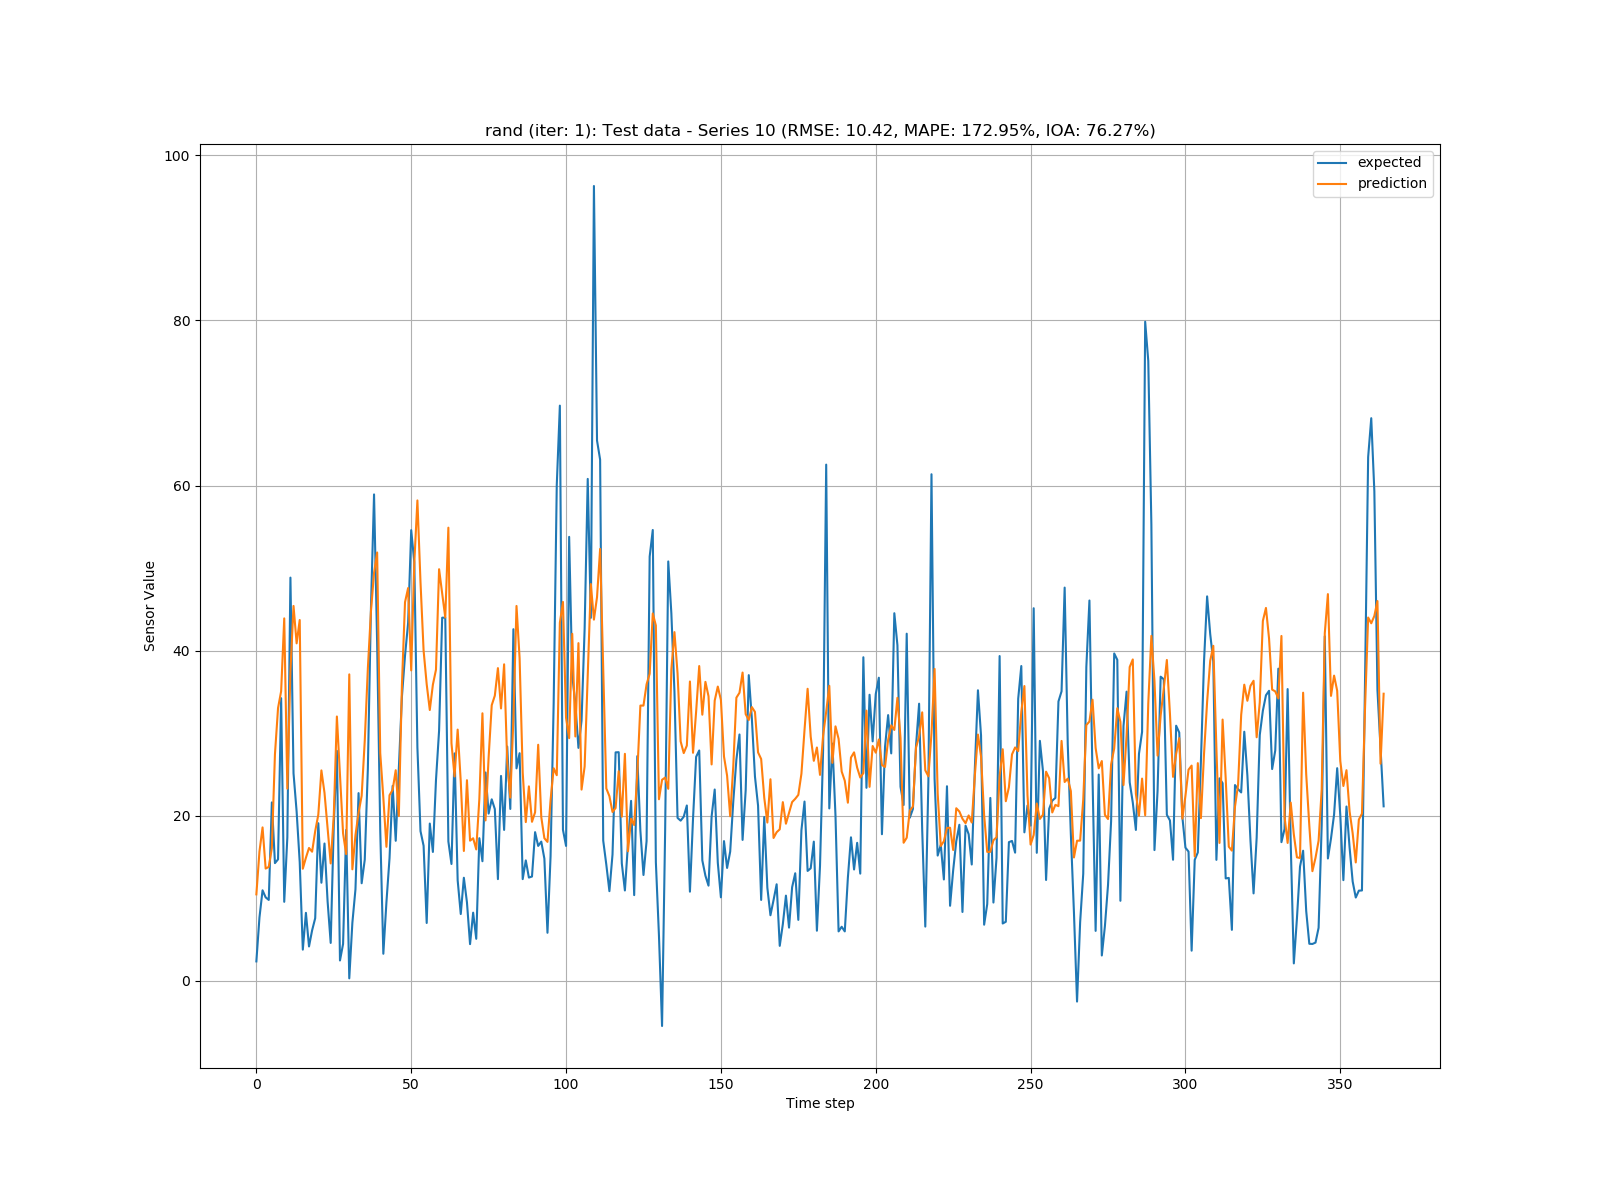 rand (iter: 1): Test data - Series 10 (RMSE: 10.42, MAPE: 172.95%, IOA: 76.27%)
expected
prediction
100
80
60
40
20
0
Sensor Value
0 50 100 150 200 250 300 350
Time step